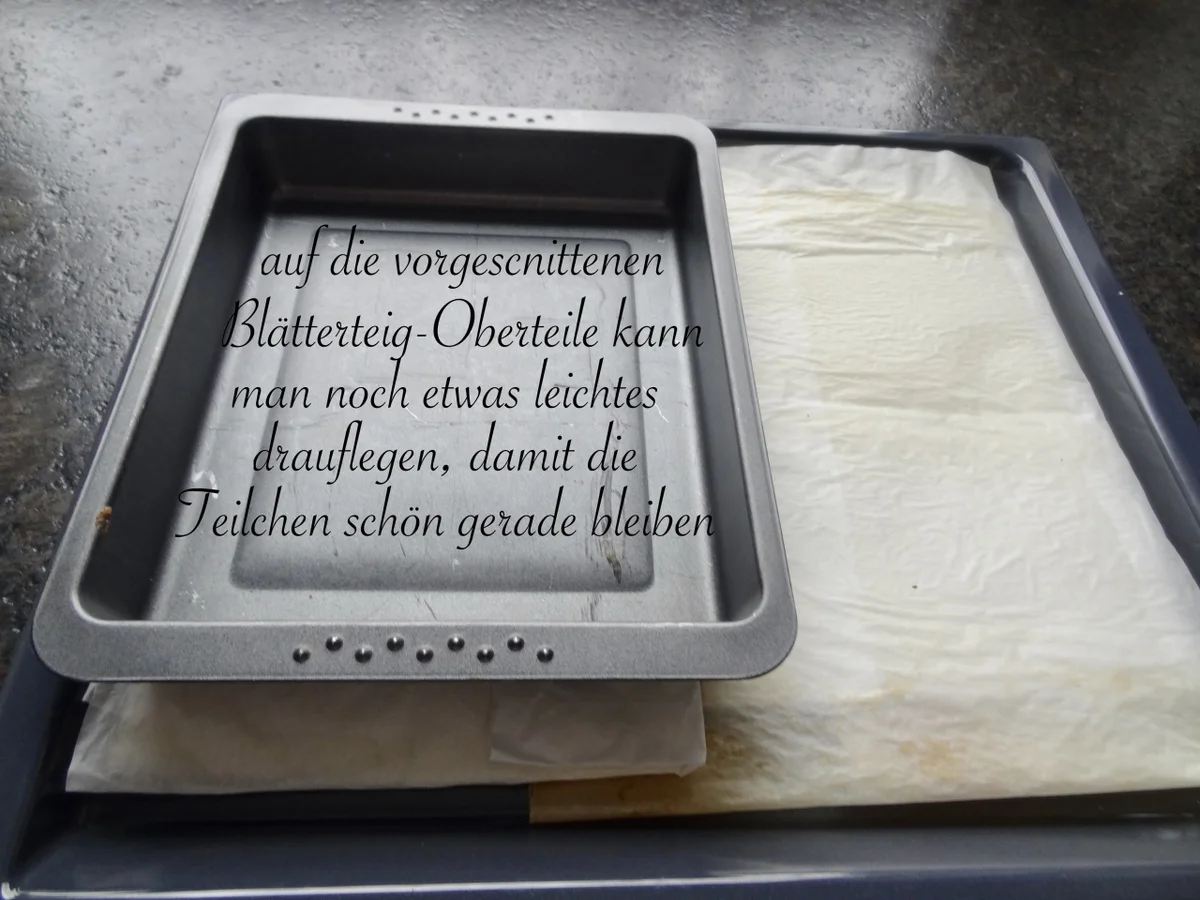 auf die vorgescnittenen
Blätterteig-Oberteile kann
man noch etwas leichtes
drauflegen, damit die
Teilchen schön gerade bleiben